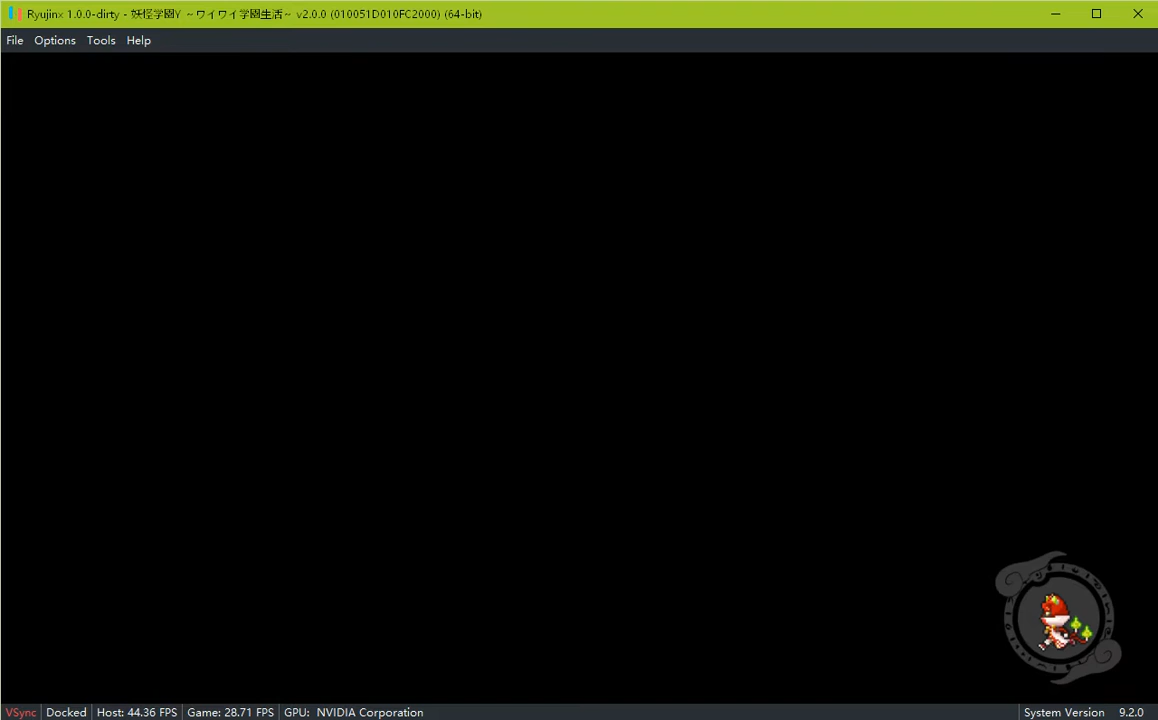 Ryujinx 1.0.0-dirty - 妖怪学園Y ~ワイワイ学園生活~ v2.0.0 (010051D010FC2000) (64-bit)
File Options Tools Help
VSync Docked Host: 44.36 FPS Game: 28.71 FPS GPU: NVIDIA Corporation System Version 9.2.0